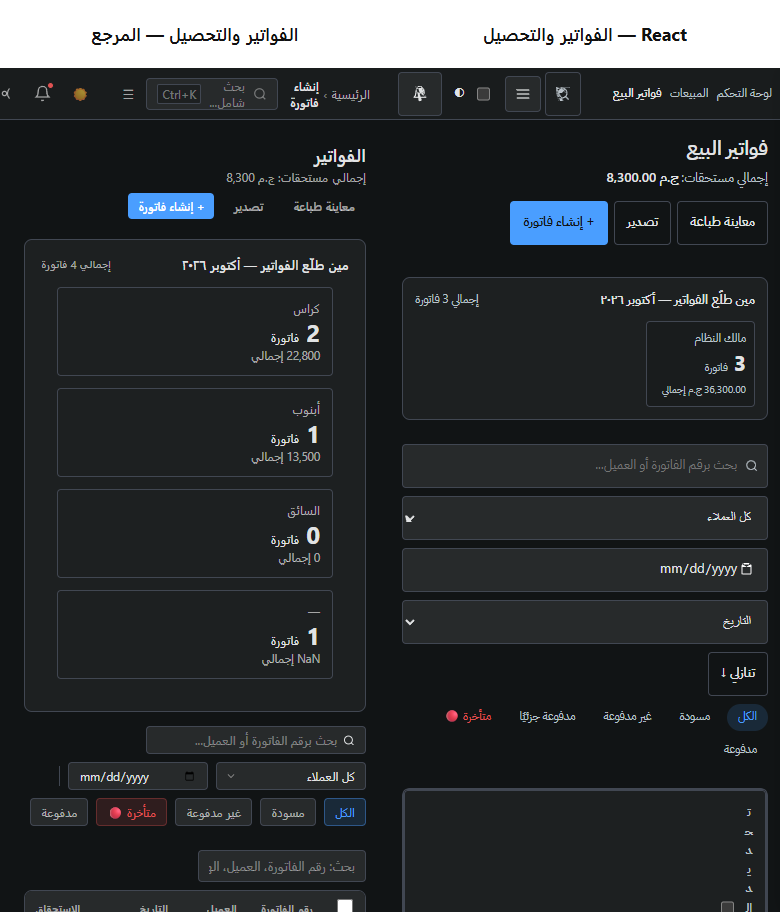 React — الفواتير والتحصيل
الفواتير والتحصيل — المرجع
لوحة التحكم المبيعات فواتير البيع
فواتير البيع
إجمالي مستحقات: ج.م 8,300.00
معاينة طباعة
تصدير
+ إنشاء فاتورة
مين طلّع الفواتير — أكتوبر ٢٠٢٦
إجمالي 3 فاتورة
مالك النظام
3 فاتورة
36,300.00 ج.م إجمالي
بحث برقم الفاتورة أو العميل...
كل العملاء
mm/dd/yyyy
التاريخ
تنازلي ↓
الكل
مسودة
غير مدفوعة
مدفوعة جزئيًا
متأخرة
مدفوعة
ت
ح
د
ي
د
ال
الرئيسية › إنشاء
فاتورة
بحث
شامل...
Ctrl+K
الفواتير
إجمالي مستحقات: ج.م 8,300
معاينة طباعة
تصدير
+ إنشاء فاتورة
مين طلّع الفواتير — أكتوبر ٢٠٢٦
إجمالي 4 فاتورة
كراس
2 فاتورة
22,800 إجمالي
أبنوب
1 فاتورة
13,500 إجمالي
السائق
0 فاتورة
0 إجمالي
—
1 فاتورة
NaN إجمالي
بحث برقم الفاتورة أو العميل...
كل العملاء
mm/dd/yyyy
الكل
مسودة
غير مدفوعة
متأخرة
مدفوعة
بحث: رقم الفاتورة، العميل، الو
رقم الفاتورة
العميل
التاريخ
الاستحقاق